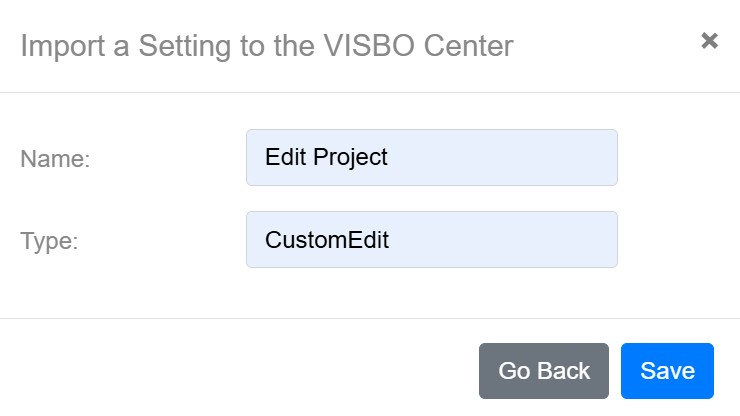 Import a Setting to the VISBO Center
×
Name:
Edit Project
Type:
CustomEdit
Go Back
Save